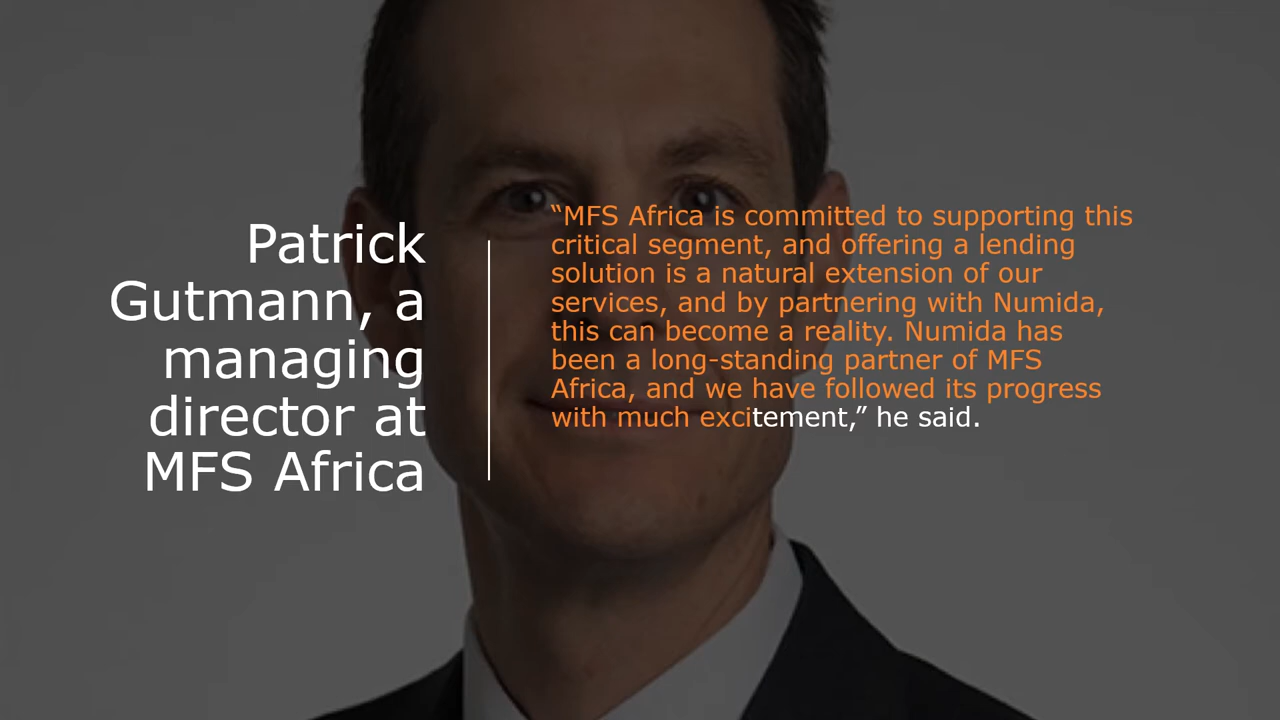 Patrick
Gutmann, a
managing
director at
MFS Africa
“MFS Africa is committed to supporting this
critical segment, and offering a lending
solution is a natural extension of our
services, and by partnering with Numida,
this can become a reality. Numida has
been a long-standing partner of MFS
Africa, and we have followed its progress
with much excitement,” he said.